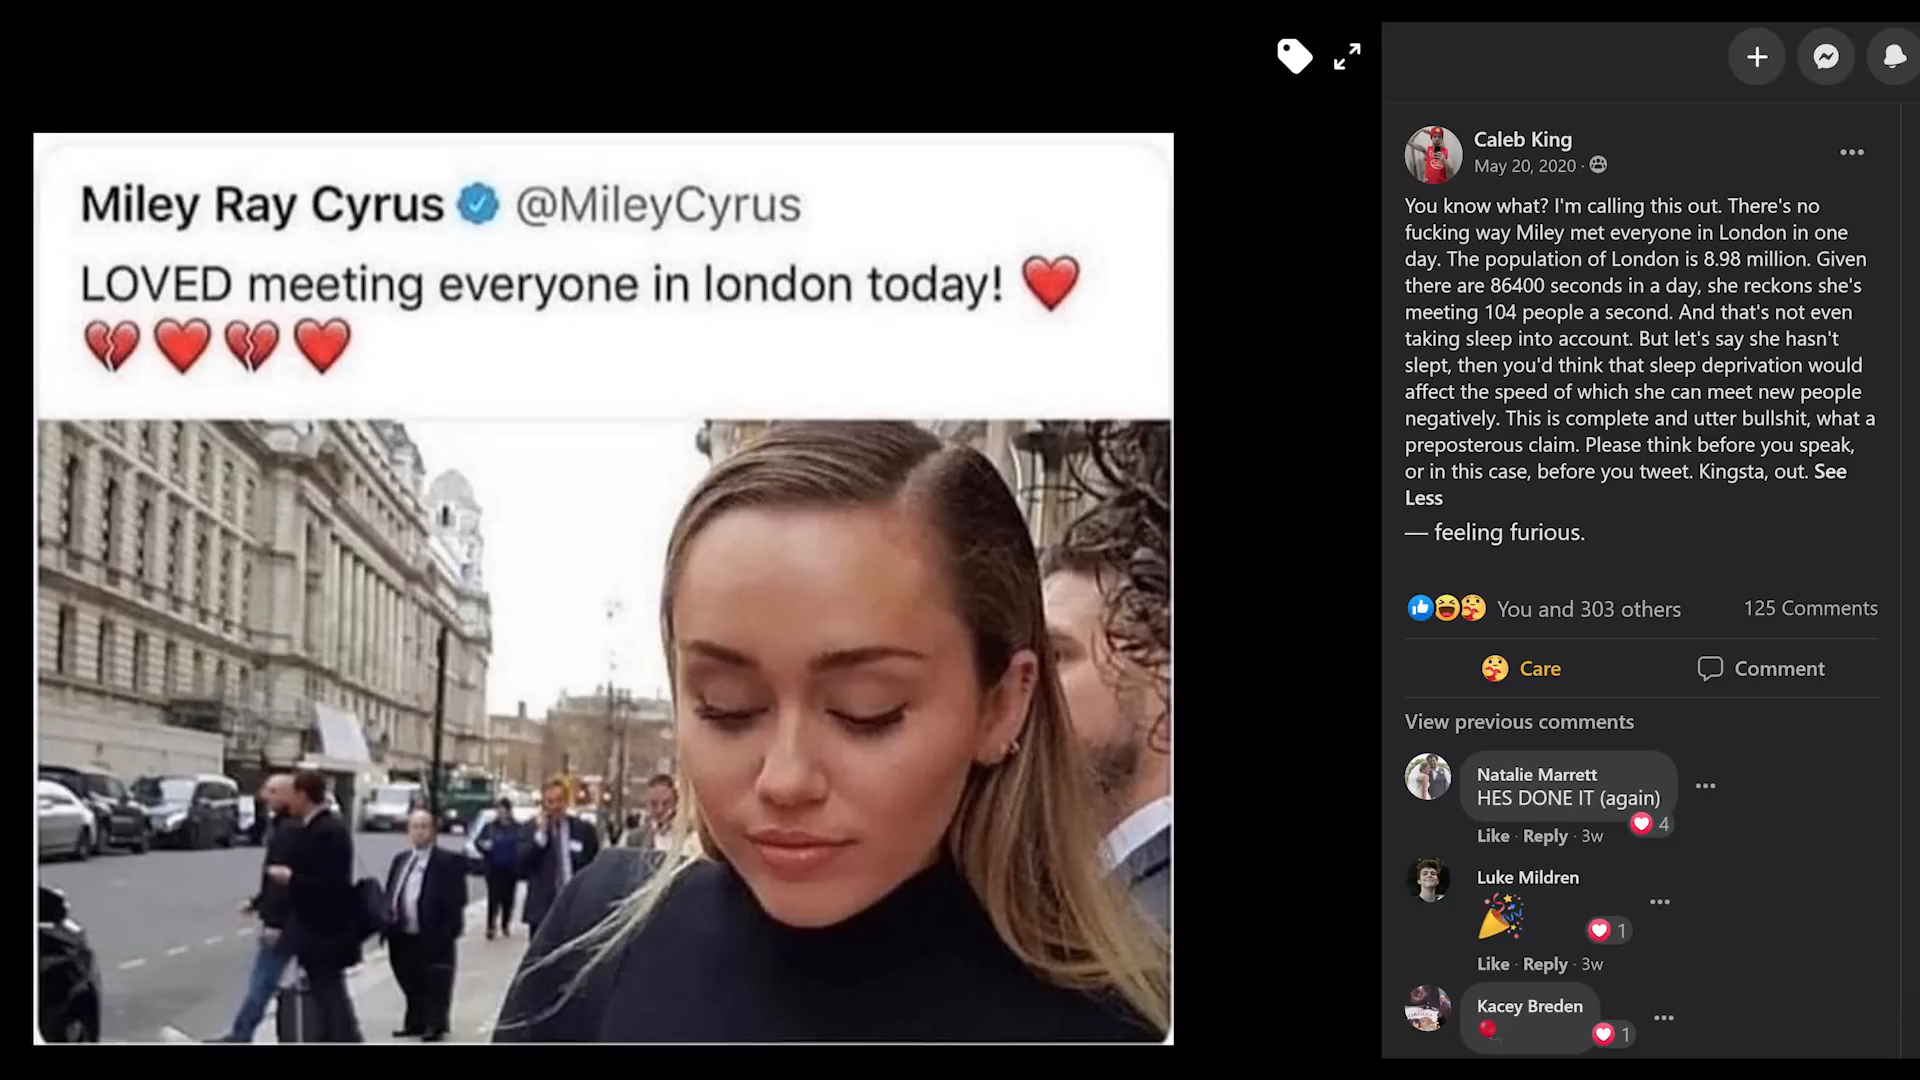 Miley Ray Cyrus @MileyCyrus
LOVED meeting everyone in london today! ❤️
💔❤️💔❤️
Caleb King
May 20, 2020 ·
You know what? I'm calling this out. There's no
fucking way Miley met everyone in London in one
day. The population of London is 8.98 million. Given
there are 86400 seconds in a day, she reckons she's
meeting 104 people a second. And that's not even
taking sleep into account. But let's say she hasn't
slept, then you'd think that sleep deprivation would
affect the speed of which she can meet new people
negatively. This is complete and utter bullshit, what a
preposterous claim. Please think before you speak,
or in this case, before you tweet. Kingsta, out. See
Less
— feeling furious.
You and 303 others 125 Comments
Care Comment
View previous comments
Natalie Marrett
HES DONE IT (again)
4
Like · Reply · 3w
Luke Mildren
🎉
1
Like · Reply · 3w
Kacey Breden
🎈
1